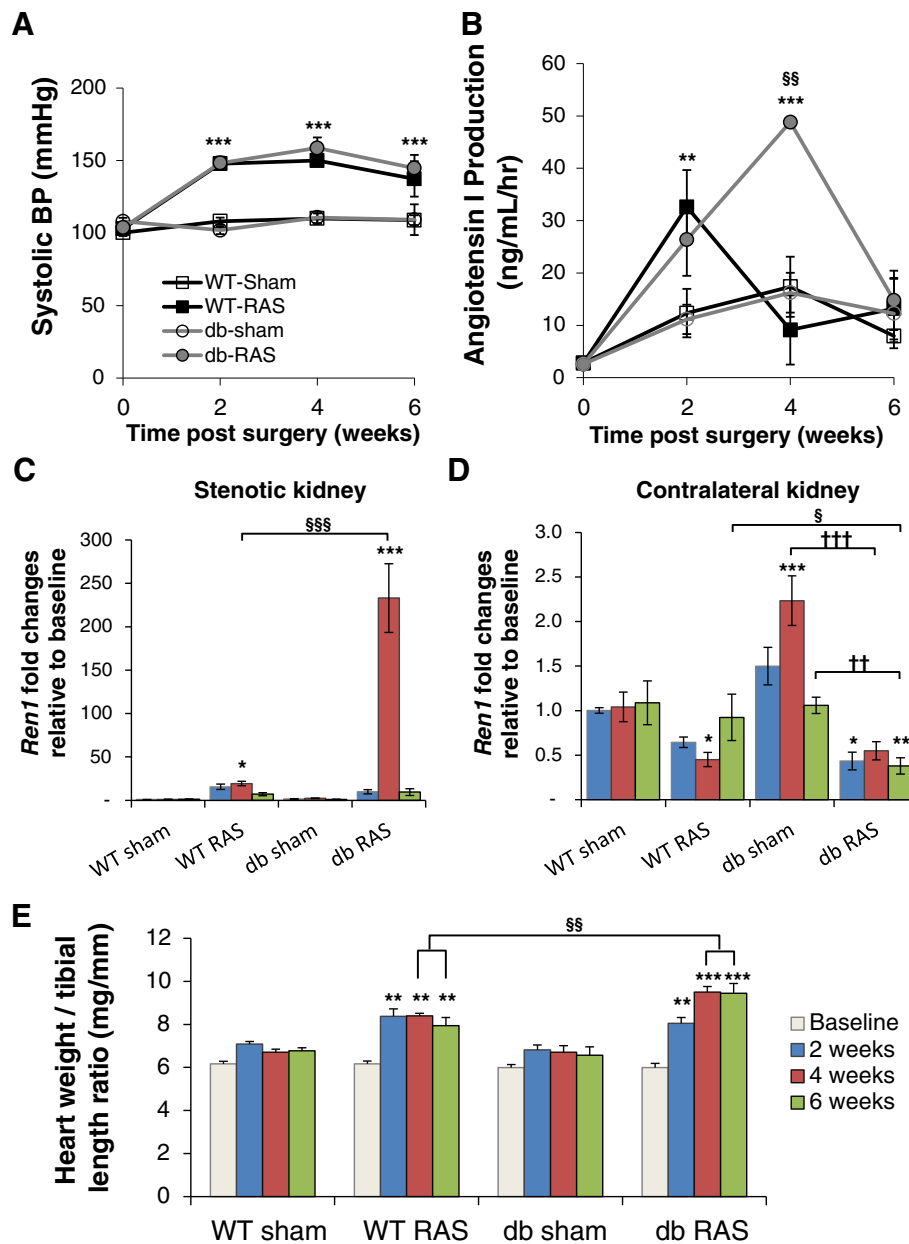 A
Systolic BP (mmHg)
200
150
100
50
0
*** *** ***
WT-Sham
WT-RAS
db-sham
db-RAS
0 2 4 6
Time post surgery (weeks)
B
Angiotensin I Production
(ng/mL/hr)
60
50
40
30
20
10
0
§§
***
**
0 2 4 6
Time post surgery (weeks)
C
Stenotic kidney
Ren1 fold changes
relative to baseline
300
250
200
150
100
50
-
§§§
***
*
WT sham
WT RAS
db sham
db RAS
D
Contralateral kidney
Ren1 fold changes
relative to baseline
3.0
2.5
2.0
1.5
1.0
0.5
-
§
†††
***
††
* * **
WT sham
WT RAS
db sham
db RAS
E
Heart weight / tibial
length ratio (mg/mm)
12
10
8
6
4
2
0
§§
** ** ** ** *** ***
WT sham WT RAS db sham db RAS
Baseline
2 weeks
4 weeks
6 weeks